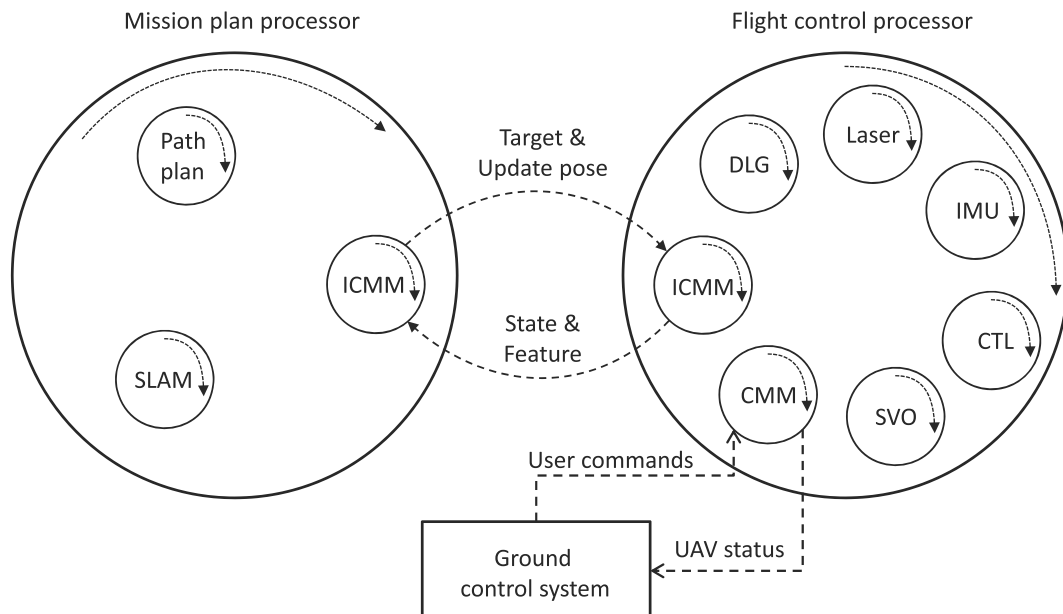 Mission plan processor
Flight control processor
Path
plan
Target &
Update pose
DLG
Laser
IMU
ICMM
ICMM
State &
Feature
CTL
SLAM
CMM
SVO
User commands
UAV status
Ground
control system